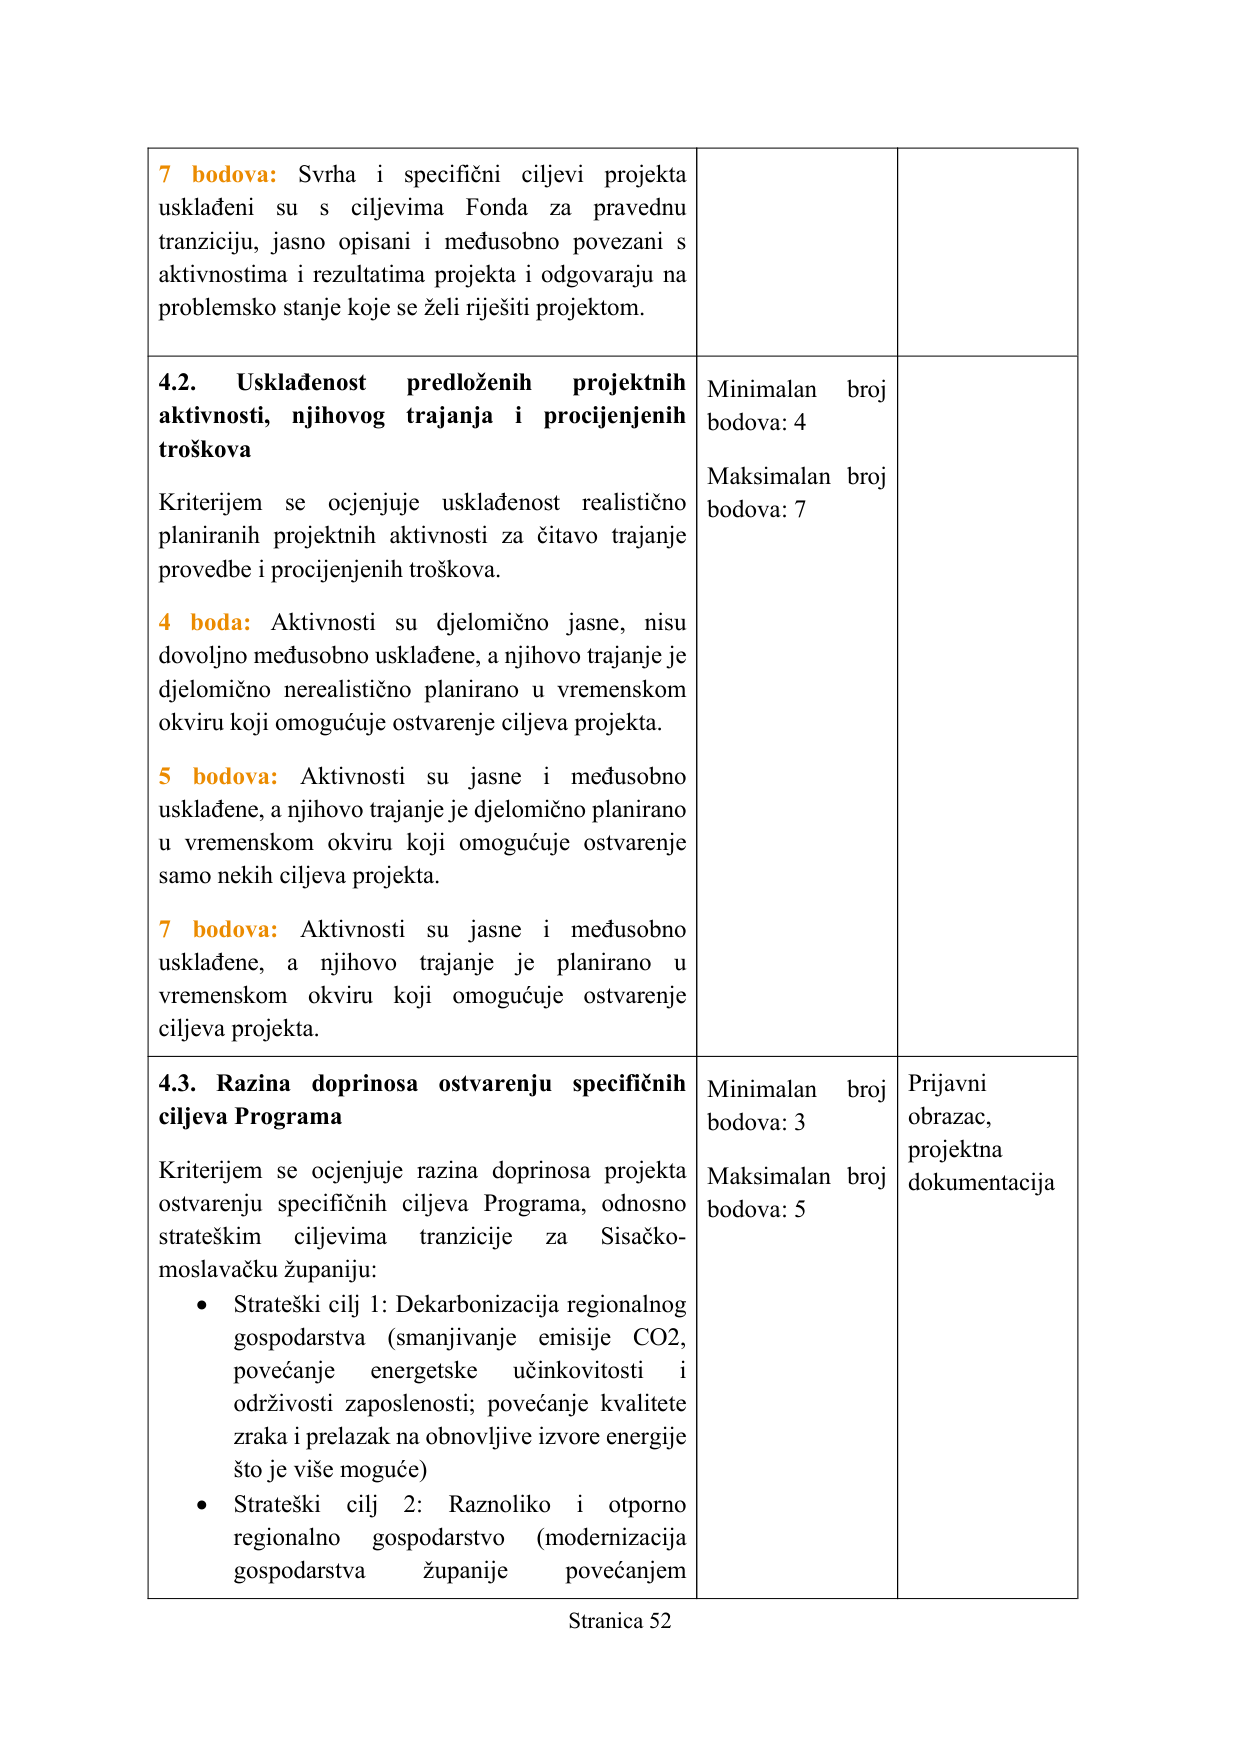 7 bodova: Svrha i specifični ciljevi projekta
usklađeni su s ciljevima Fonda za pravednu
tranziciju, jasno opisani i međusobno povezani s
aktivnostima i rezultatima projekta i odgovaraju na
problemsko stanje koje se želi riješiti projektom.
4.2. Usklađenost predloženih projektnih
aktivnosti, njihovog trajanja i procijenjenih
troškova
Kriterijem se ocjenjuje usklađenost realistično
planiranih projektnih aktivnosti za čitavo trajanje
provedbe i procijenjenih troškova.
4 boda: Aktivnosti su djelomično jasne, nisu
dovoljno međusobno usklađene, a njihovo trajanje je
djelomično nerealistično planirano u vremenskom
okviru koji omogućuje ostvarenje ciljeva projekta.
5 bodova: Aktivnosti su jasne i međusobno
usklađene, a njihovo trajanje je djelomično planirano
u vremenskom okviru koji omogućuje ostvarenje
samo nekih ciljeva projekta.
7 bodova: Aktivnosti su jasne i međusobno
usklađene, a njihovo trajanje je planirano u
vremenskom okviru koji omogućuje ostvarenje
ciljeva projekta.
Minimalan broj
bodova: 4
Maksimalan broj
bodova: 7
4.3. Razina doprinosa ostvarenju specifičnih
ciljeva Programa
Kriterijem se ocjenjuje razina doprinosa projekta
ostvarenju specifičnih ciljeva Programa, odnosno
strateškim ciljevima tranzicije za Sisačko-
moslavačku županiju:
• Strateški cilj 1: Dekarbonizacija regionalnog
gospodarstva (smanjivanje emisije CO2,
povećanje energetske učinkovitosti i
održivosti zaposlenosti; povećanje kvalitete
zraka i prelazak na obnovljive izvore energije
što je više moguće)
• Strateški cilj 2: Raznoliko i otporno
regionalno gospodarstvo (modernizacija
gospodarstva županije povećanjem
Minimalan broj
bodova: 3
Maksimalan broj
bodova: 5
Prijavni
obrazac,
projektna
dokumentacija
Stranica 52